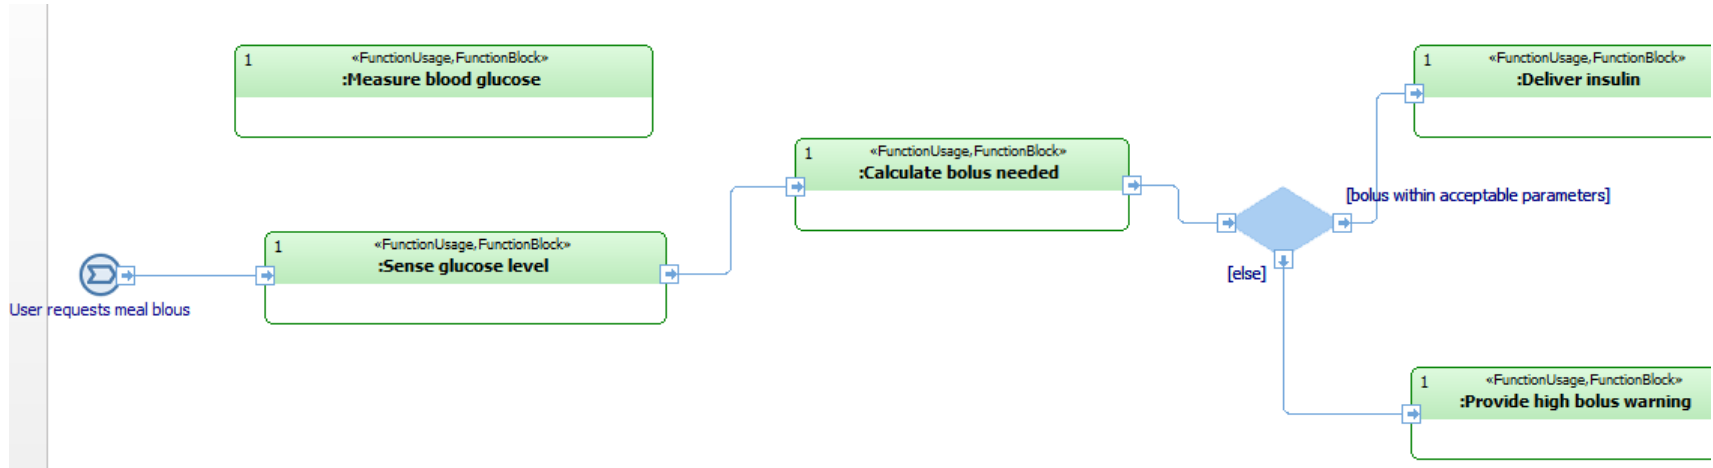 1
«FunctionUsage,FunctionBlock»
:Measure blood glucose
1
«FunctionUsage,FunctionBlock»
:Deliver insulin
1
«FunctionUsage,FunctionBlock»
:Calculate bolus needed
[bolus within acceptable parameters]
1
«FunctionUsage,FunctionBlock»
:Sense glucose level
[else]
User requests meal blous
1
«FunctionUsage,FunctionBlock»
:Provide high bolus warning